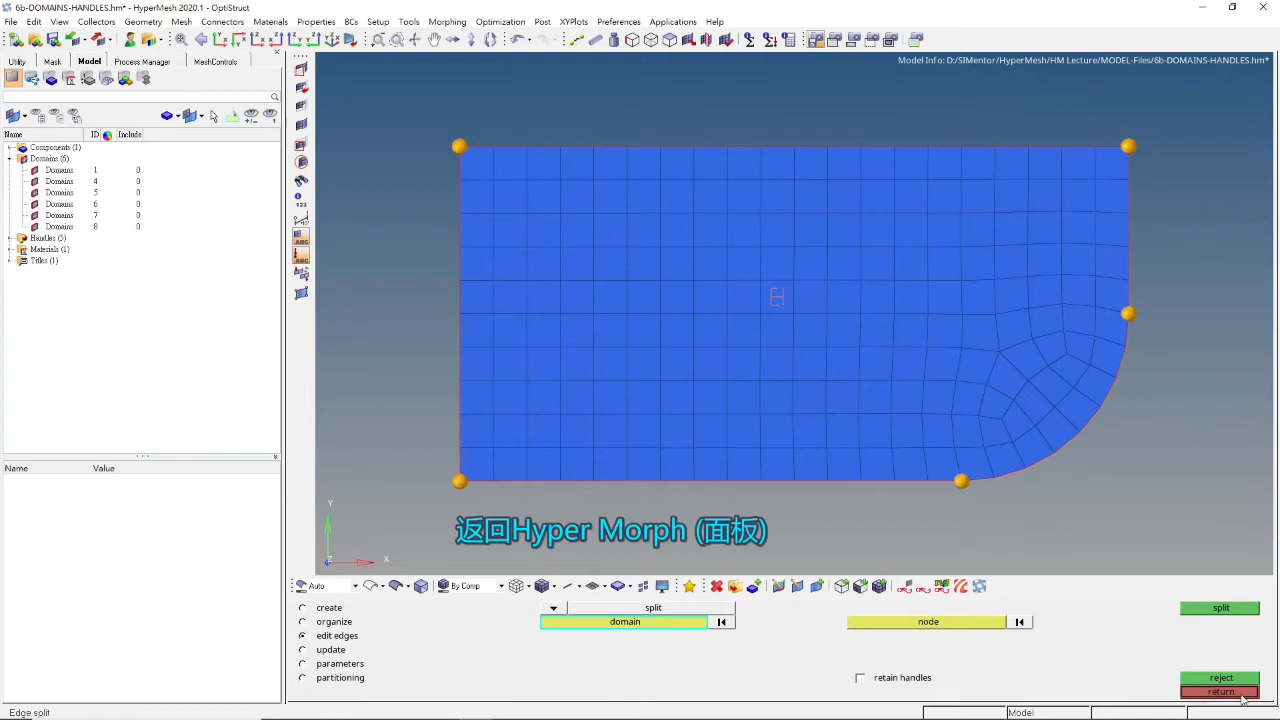 6b-DOMAINS-HANDLES.hm* - HyperMesh 2020.1 - OptiStruct
File Edit View Collectors Geometry Mesh Connectors Materials Properties BCs Setup Tools Morphing Optimization Post XYPlots Preferences Applications Help
Utility Mask Model Process Manager MeshControls
Model Info: D:/SIMentor/HyperMesh/HM Lecture/MODEL-Files/6b-DOMAINS-HANDLES.hm*
Name ID Include
Components (1)
Domains (6)
Domains 1 0
Domains 4 0
Domains 5 0
Domains 6 0
Domains 7 0
Domains 8 0
Handles (5)
Materials (1)
Titles (1)
123
ABC
ABC
Name Value
Y
Z
X
返回Hyper Morph (面板)
Auto By Comp
create split split
organize domain node
edit edges
update
parameters
partitioning retain handles reject
return
Edge split Model